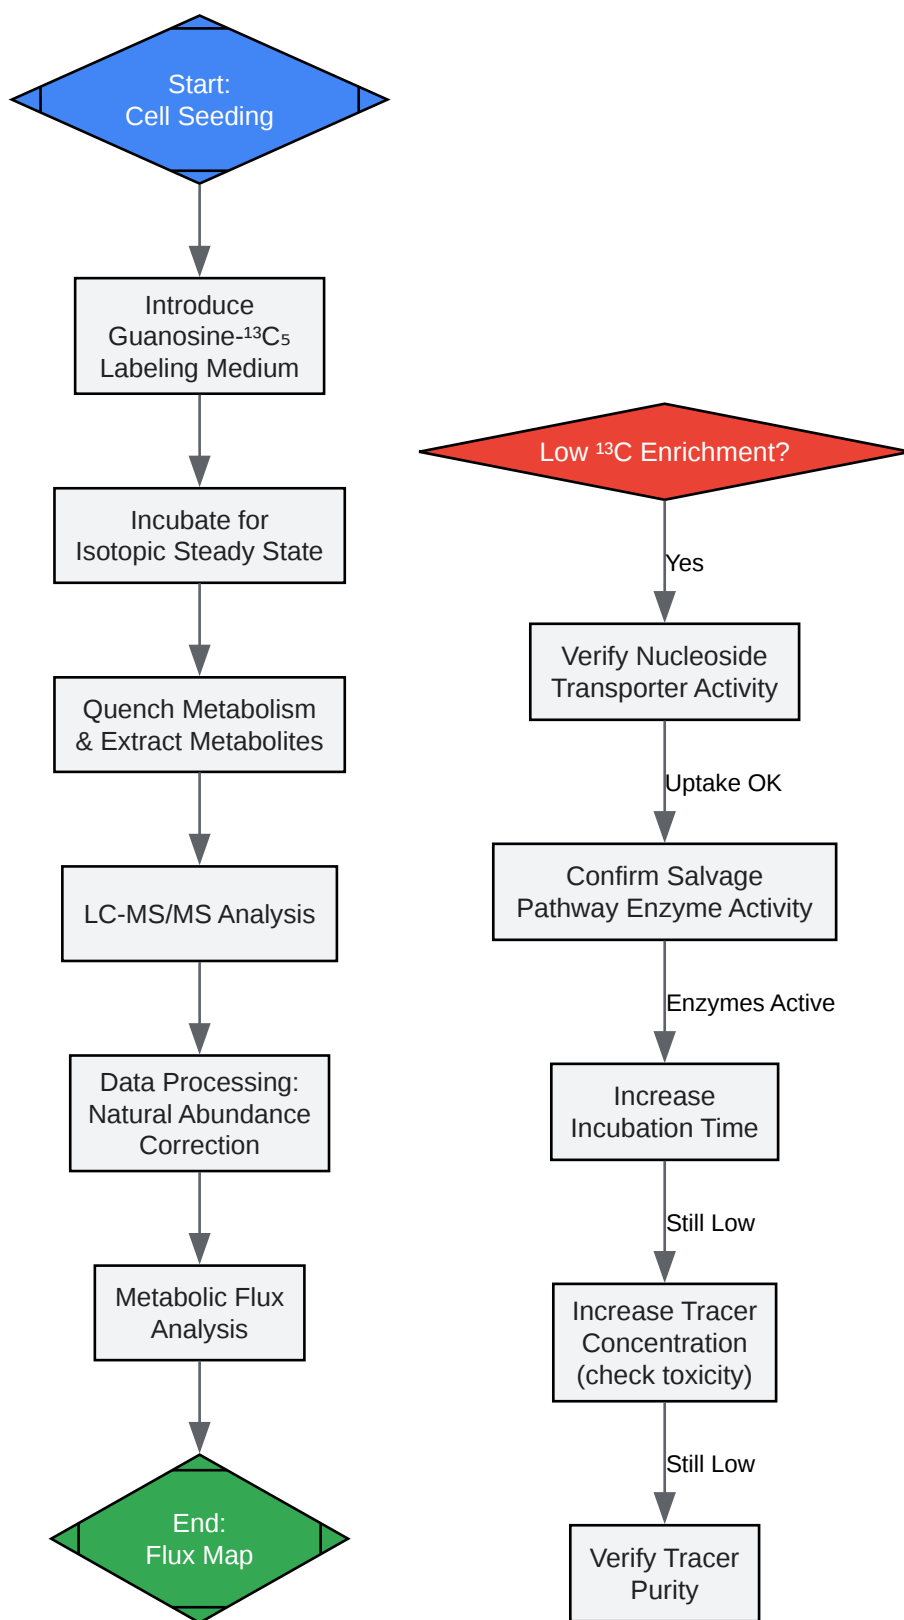 Start:
Cell Seeding
Introduce
Guanosine-¹³C₅
Labeling Medium
Incubate for
Isotopic Steady State
Quench Metabolism
& Extract Metabolites
LC-MS/MS Analysis
Data Processing:
Natural Abundance
Correction
Metabolic Flux
Analysis
End:
Flux Map
Low ¹³C Enrichment?
Yes
Verify Nucleoside
Transporter Activity
Uptake OK
Confirm Salvage
Pathway Enzyme Activity
Enzymes Active
Increase
Incubation Time
Still Low
Increase Tracer
Concentration
(check toxicity)
Still Low
Verify Tracer
Purity